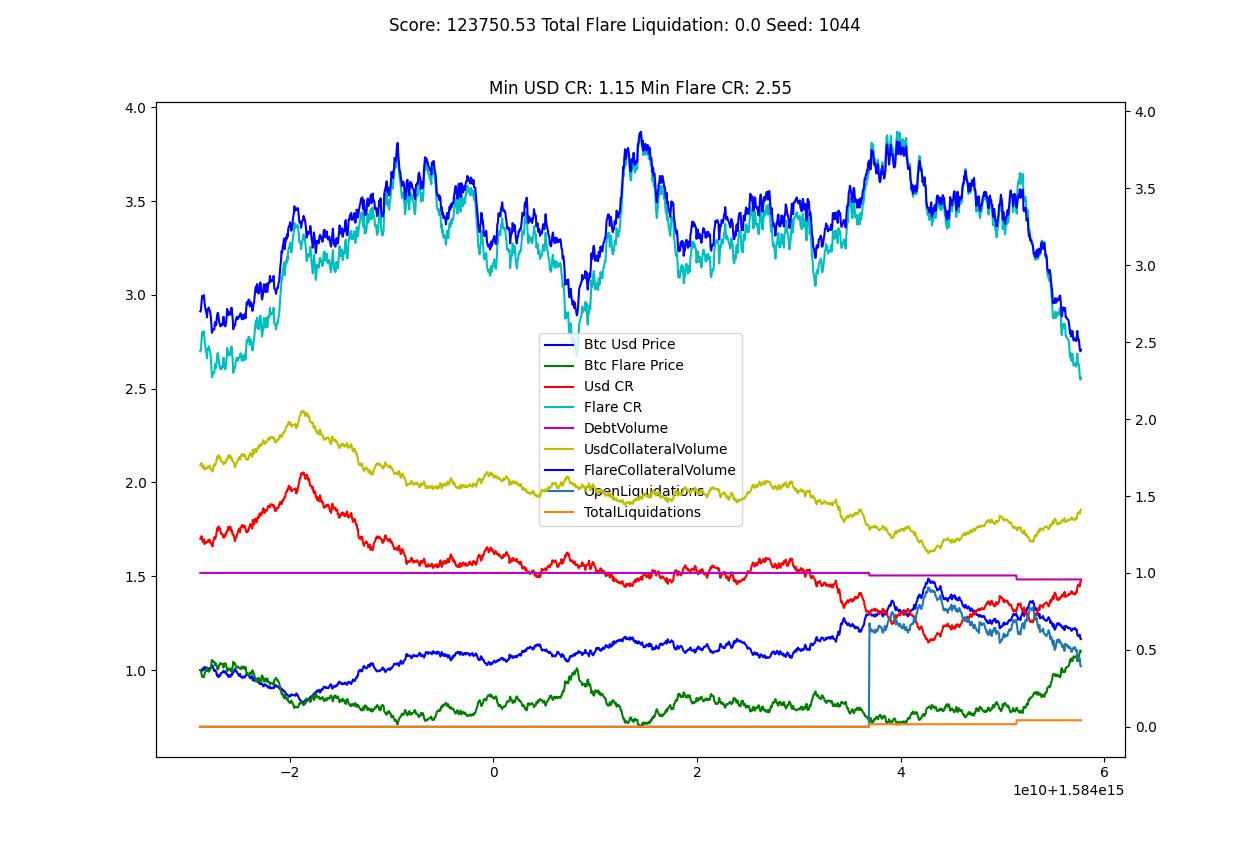 Score: 123750.53 Total Flare Liquidation: 0.0 Seed: 1044
Min USD CR: 1.15 Min Flare CR: 2.55
4.0
3.5
3.0
2.5
2.0
1.5
1.0
4.0
3.5
3.0
2.5
2.0
1.5
1.0
0.5
0.0
Btc Usd Price
Btc Flare Price
Usd CR
Flare CR
DebtVolume
UsdCollateralVolume
FlareCollateralVolume
OpenLiquidations
TotalLiquidations
−2 0 2 4 6
1e10+1.584e15